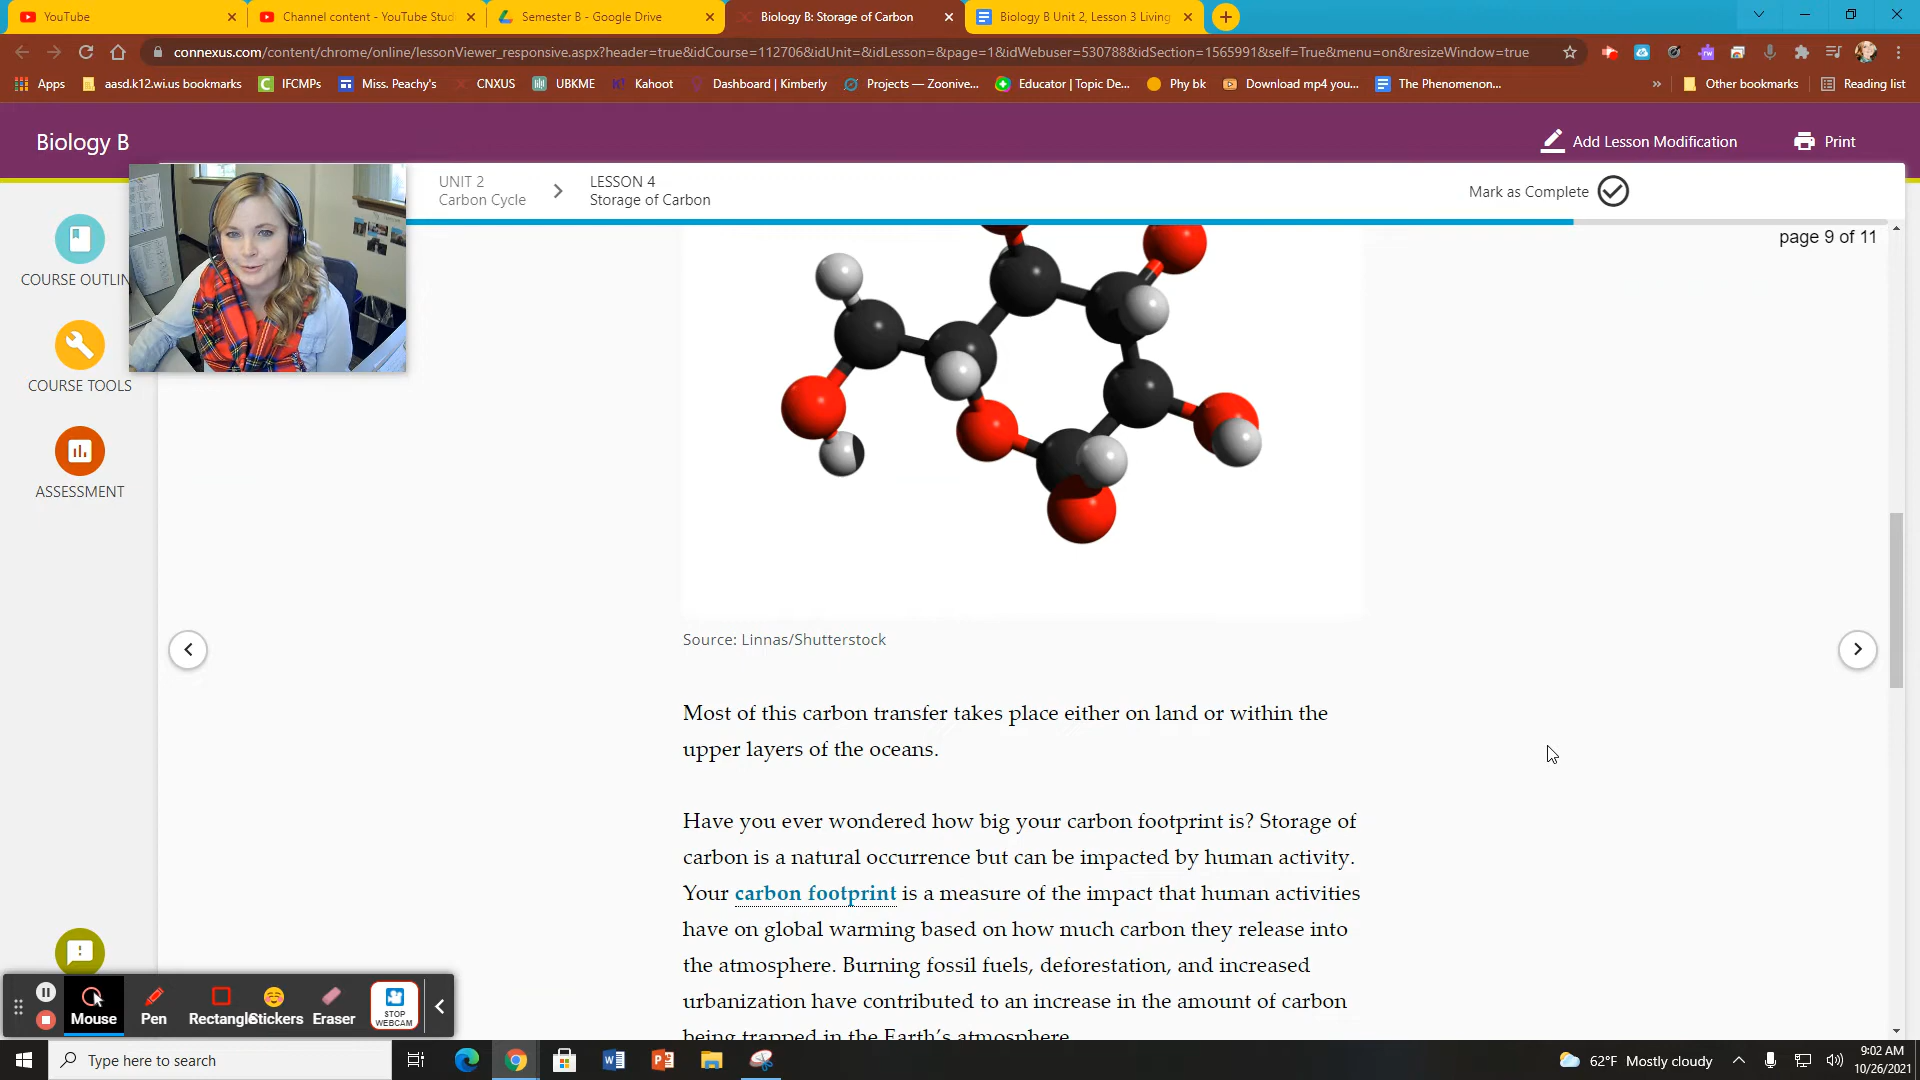 YouTube
Channel content - YouTube Stud
Semester B - Google Drive
Biology B: Storage of Carbon
Biology B Unit 2, Lesson 3 Living
connexus.com/content/chrome/online/lessonViewer_responsive.aspx?header=true&idCourse=112706&idUnit=&idLesson=&page=1&idWebuser=530788&idSection=1565991&self=True&menu=on&resizeWindow=true
Apps
aasd.k12.wi.us bookmarks
IFCMPs
Miss. Peachy's
CNXUS
UBKME
Kahoot
Dashboard | Kimberly
Projects — Zoonive...
Educator | Topic De...
Phy bk
Download mp4 you...
The Phenomenon...
»
Other bookmarks
Reading list
Biology B
Add Lesson Modification
Print
UNIT 2
Carbon Cycle
LESSON 4
Storage of Carbon
Mark as Complete
page 9 of 11
COURSE OUTLIN
COURSE TOOLS
ASSESSMENT
Source: Linnas/Shutterstock
Most of this carbon transfer takes place either on land or within the
upper layers of the oceans.
Have you ever wondered how big your carbon footprint is? Storage of
carbon is a natural occurrence but can be impacted by human activity.
Your carbon footprint is a measure of the impact that human activities
have on global warming based on how much carbon they release into
the atmosphere. Burning fossil fuels, deforestation, and increased
urbanization have contributed to an increase in the amount of carbon
being trapped in the Earth's atmosphere.
Mouse
Pen
Rectangle
Stickers
Eraser
STOP
WEBCAM
Type here to search
62°F Mostly cloudy
9:02 AM
10/26/2021